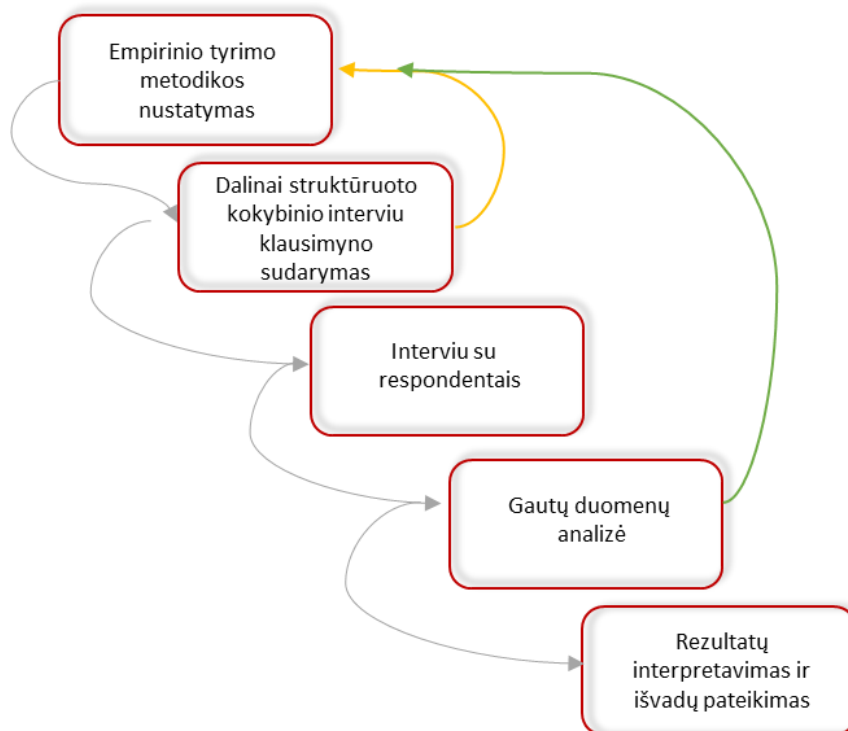 Empirinio tyrimo
metodikos
nustatymas
Dalinai struktūruoto
kokybinio interviu
klausimyno
sudarymas
Interviu su
respondentais
Gautų duomenų
analizė
Rezultatų
interpretavimas ir
išvadų pateikimas